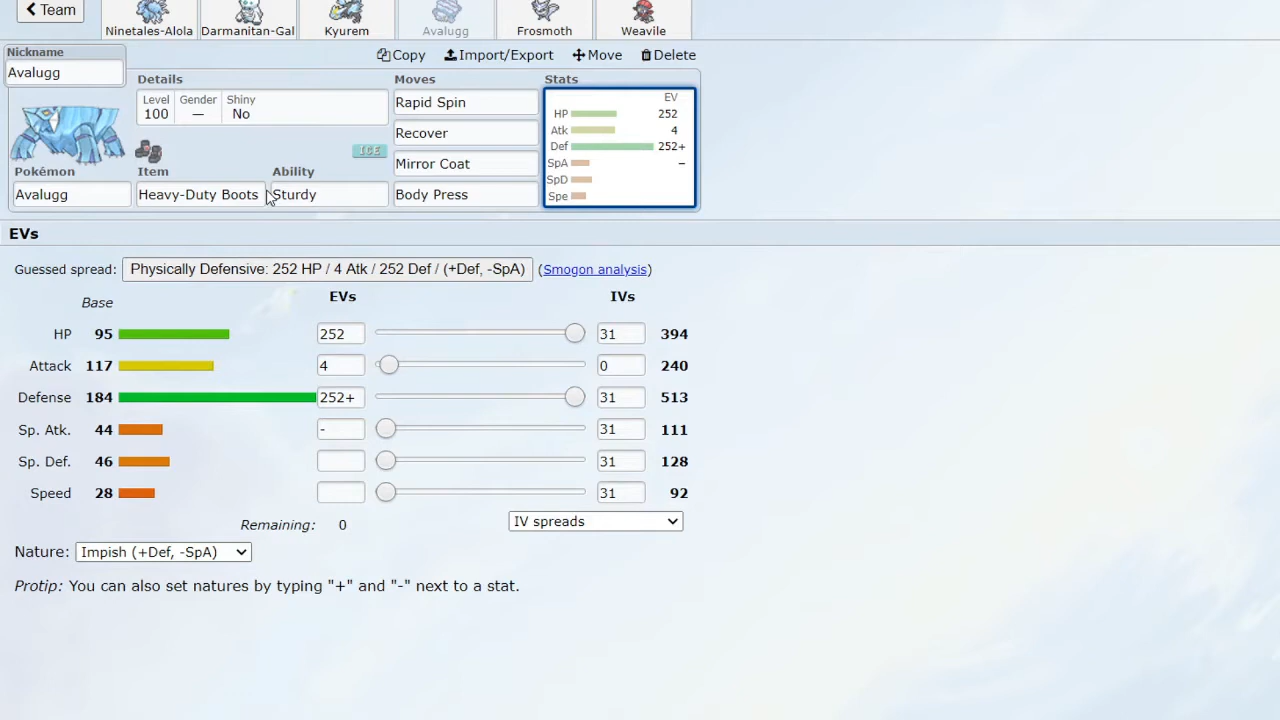 Team
Ninetales-Alola
Darmanitan-Gal
Kyurem
Avalugg
Frosmoth
Weavile
Nickname
Avalugg
Copy
Import/Export
Move
Delete
Details
Moves
Stats
Level
100
Gender
—
Shiny
No
ICE
Pokémon
Avalugg
Item
Heavy-Duty Boots
Ability
Sturdy
Rapid Spin
Recover
Mirror Coat
Body Press
EV
HP 252
Atk 4
Def 252+
SpA –
SpD
Spe
EVs
Guessed spread: Physically Defensive: 252 HP / 4 Atk / 252 Def / (+Def, -SpA) (Smogon analysis)
Base EVs IVs
HP 95 252 31 394
Attack 117 4 0 240
Defense 184 252+ 31 513
Sp. Atk. 44 - 31 111
Sp. Def. 46 31 128
Speed 28 31 92
Remaining: 0 IV spreads
Nature: Impish (+Def, -SpA)
Protip: You can also set natures by typing "+" and "-" next to a stat.